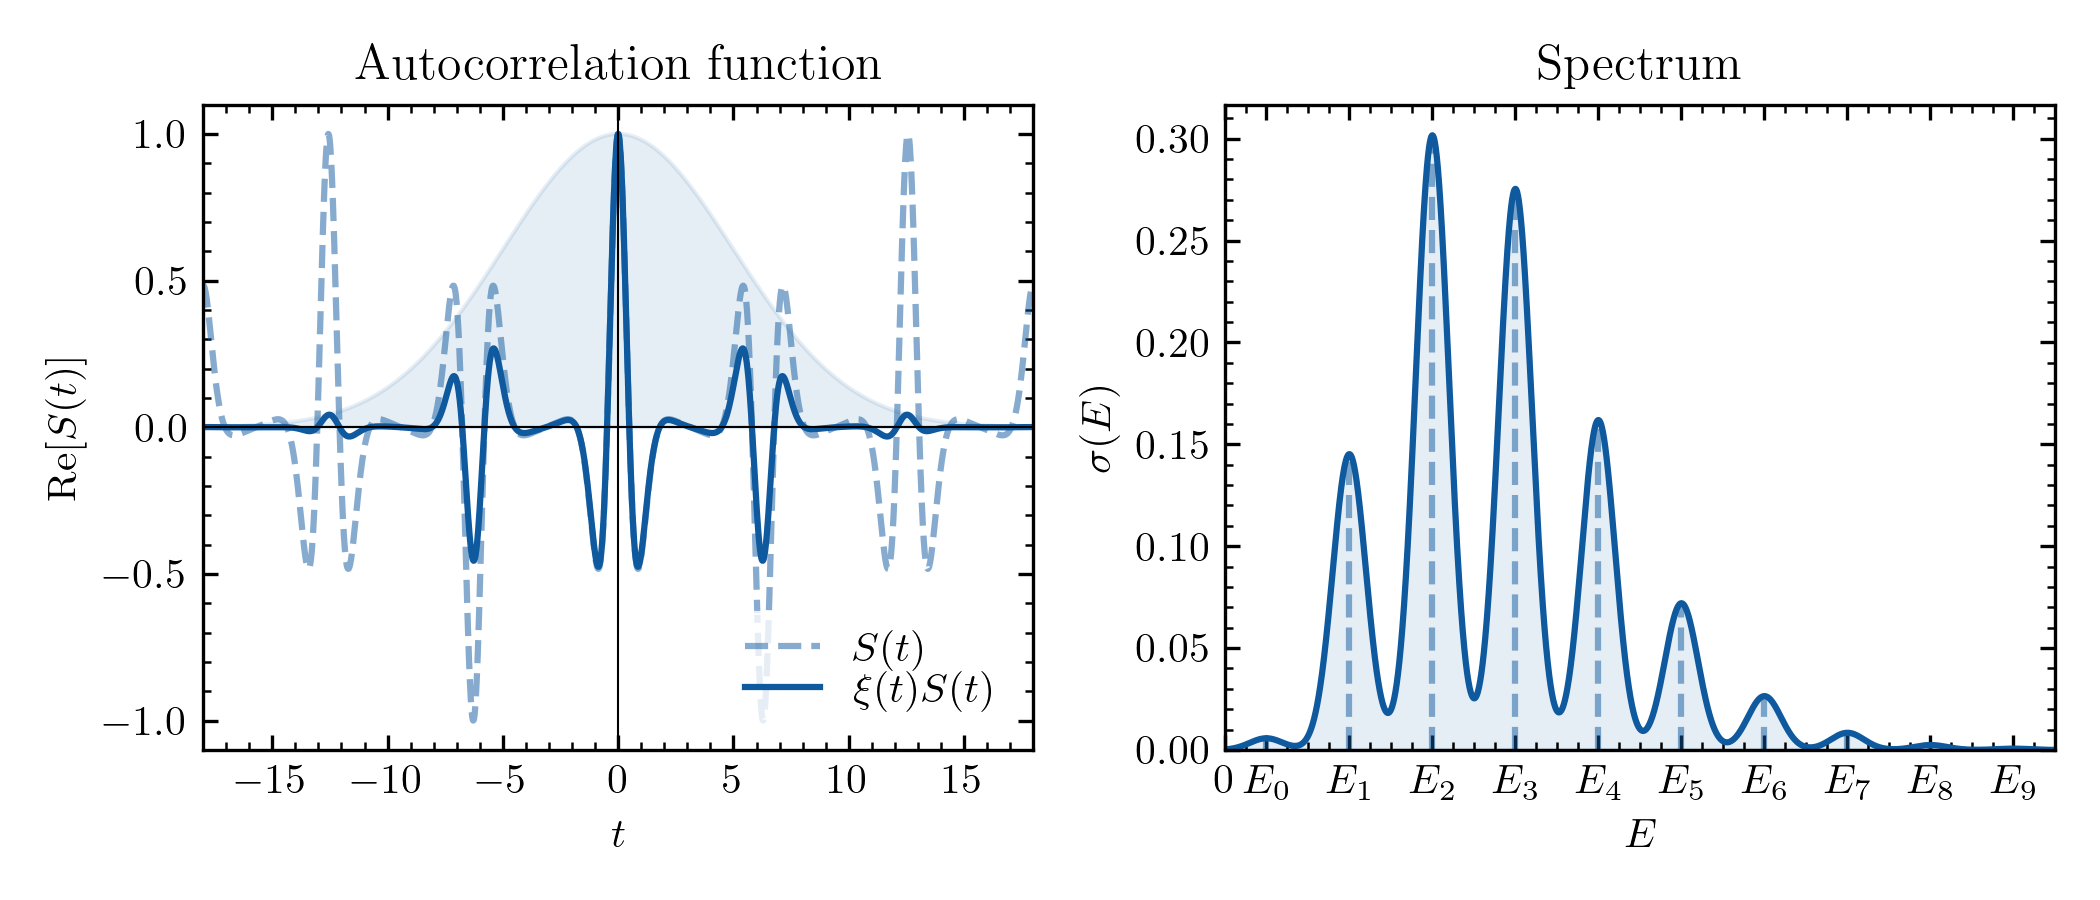 Autocorrelation function
Re[S(t)]
1.0
0.5
0.0
−0.5
−1.0
−15 −10 −5 0 5 10 15
t
S(t)
ξ(t)S(t)
Spectrum
σ(E)
0.30
0.25
0.20
0.15
0.10
0.05
0.00
0 E₀ E₁ E₂ E₃ E₄ E₅ E₆ E₇ E₈ E₉
E